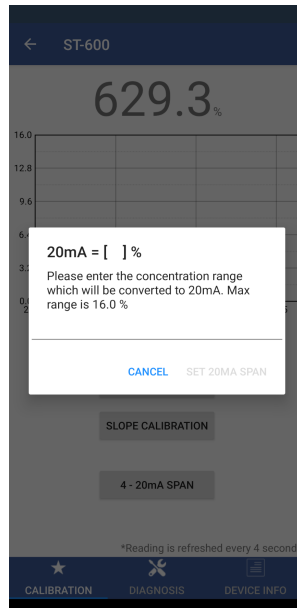 ST-600
629.3%
16.0
12.8
9.6
20mA = [   ] %
Please enter the concentration range
which will be converted to 20mA. Max
range is 16.0 %
CANCEL SET 20MA SPAN
SLOPE CALIBRATION
4 - 20mA SPAN
*Reading is refreshed every 4 second
CALIBRATION DIAGNOSIS DEVICE INFO